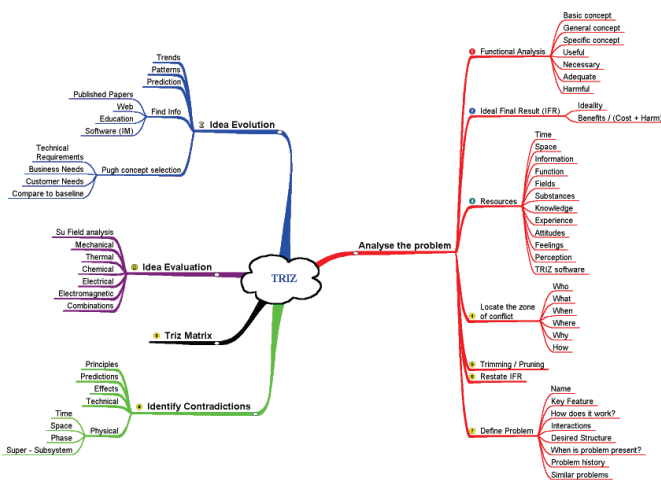 TRIZ
Analyse the problem
Functional Analysis
Basic concept
General concept
Specific concept
Useful
Necessary
Adequate
Harmful
Ideal Final Result (IFR)
Ideality
Benefits / (Cost + Harm)
Resources
Time
Space
Information
Function
Fields
Substances
Knowledge
Experience
Attitudes
Feelings
Perception
TRIZ software
Locate the zone
of conflict
Who
What
When
Where
Why
How
Trimming / Pruning
Restate IFR
7 Define Problem
Name
Key Feature
How does it work?
Interactions
Desired Structure
When is problem present?
Problem history
Similar problems
Identify Contradictions
Principles
Predictions
Effects
Technical
Physical
Time
Space
Phase
Super - Subsystem
Triz Matrix
Idea Evaluation
Su Field analysis
Mechanical
Thermal
Chemical
Electrical
Electromagnetic
Combinations
Idea Evolution
Trends
Patterns
Prediction
Find Info
Published Papers
Web
Education
Software (IM)
Pugh concept selection
Technical
Requirements
Business Needs
Customer Needs
Compare to baseline